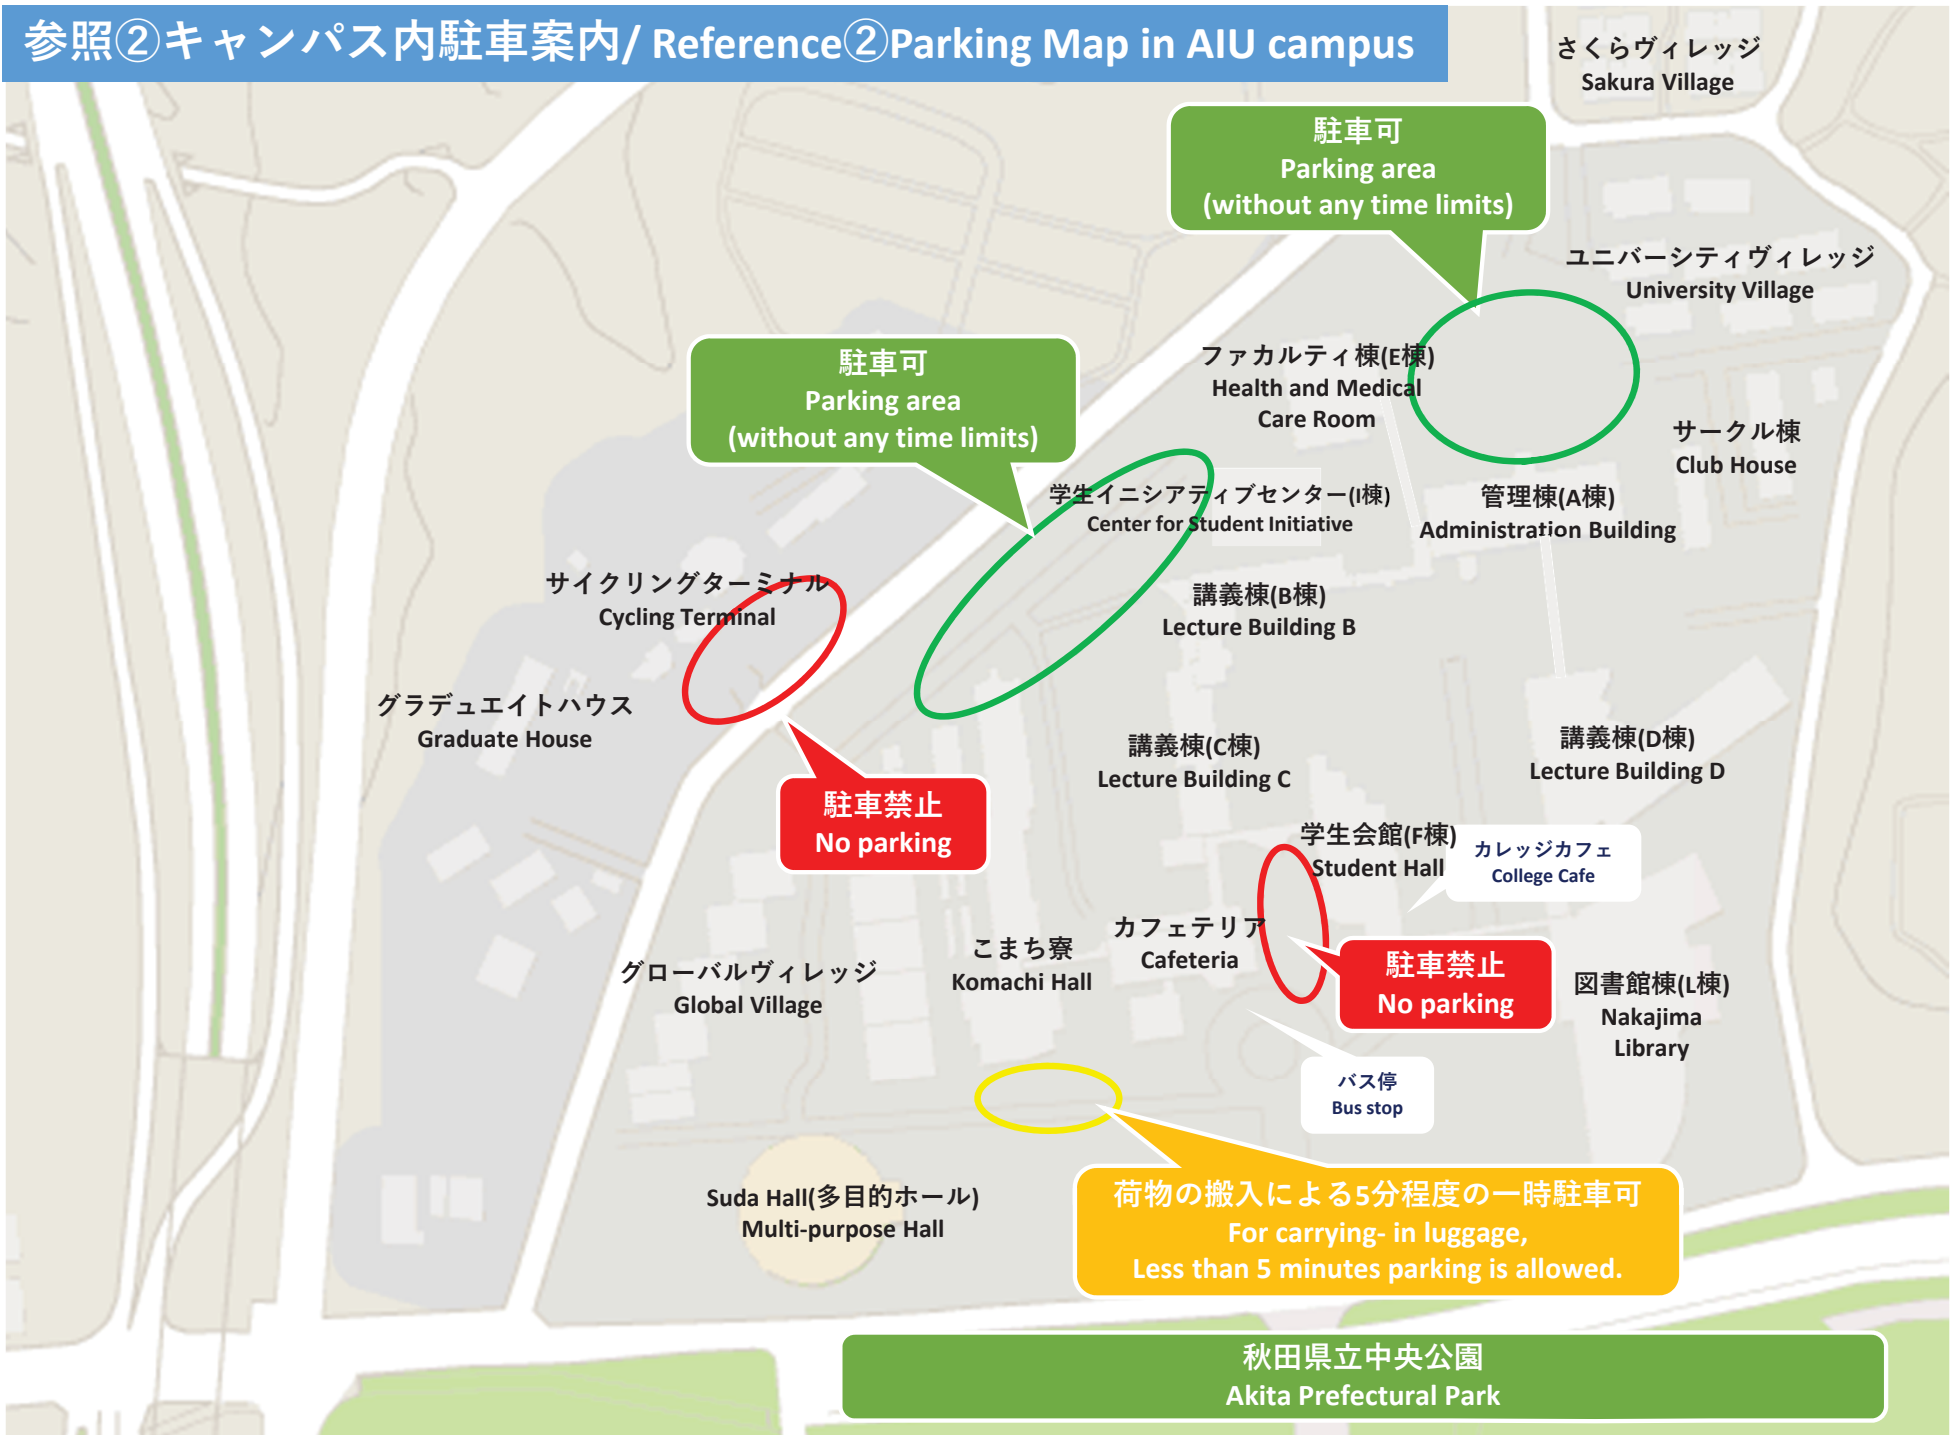 参照②キャンパス内駐車案内/ Reference②Parking Map in AIU campus
さくらヴィレッジ
Sakura Village
駐車可
Parking area
(without any time limits)
ユニバーシティヴィレッジ
University Village
駐車可
Parking area
(without any time limits)
ファカルティ棟(E棟)
Health and Medical
Care Room
サークル棟
Club House
学生イニシアティブセンター(I棟)
Center for Student Initiative
管理棟(A棟)
Administration Building
サイクリングターミナル
Cycling Terminal
講義棟(B棟)
Lecture Building B
グラデュエイトハウス
Graduate House
講義棟(C棟)
Lecture Building C
講義棟(D棟)
Lecture Building D
駐車禁止
No parking
学生会館(F棟)
Student Hall
カレッジカフェ
College Cafe
カフェテリア
Cafeteria
こまち寮
Komachi Hall
グローバルヴィレッジ
Global Village
駐車禁止
No parking
図書館棟(L棟)
Nakajima
Library
バス停
Bus stop
Suda Hall(多目的ホール)
Multi-purpose Hall
荷物の搬入による5分程度の一時駐車可
For carrying- in luggage,
Less than 5 minutes parking is allowed.
秋田県立中央公園
Akita Prefectural Park